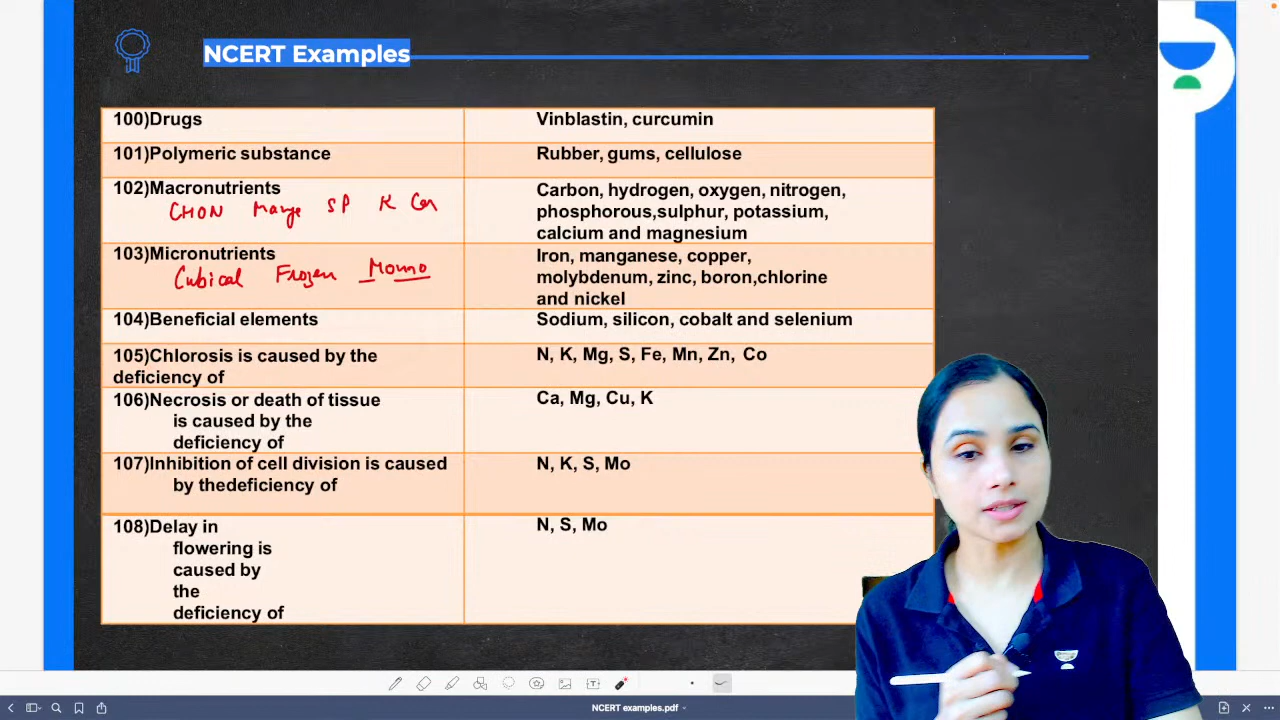 NCERT Examples
100)Drugs
Vinblastin, curcumin
101)Polymeric substance
Rubber, gums, cellulose
102)Macronutrients
CHON Mange SP K Car
Carbon, hydrogen, oxygen, nitrogen,
phosphorous,sulphur, potassium,
calcium and magnesium
103)Micronutrients
Cubical Frozen Momo
Iron, manganese, copper,
molybdenum, zinc, boron,chlorine
and nickel
104)Beneficial elements
Sodium, silicon, cobalt and selenium
105)Chlorosis is caused by the
deficiency of
N, K, Mg, S, Fe, Mn, Zn, Co
106)Necrosis or death of tissue
is caused by the
deficiency of
Ca, Mg, Cu, K
107)Inhibition of cell division is caused
by thedeficiency of
N, K, S, Mo
108)Delay in
flowering is
caused by
the
deficiency of
N, S, Mo
NCERT examples.pdf